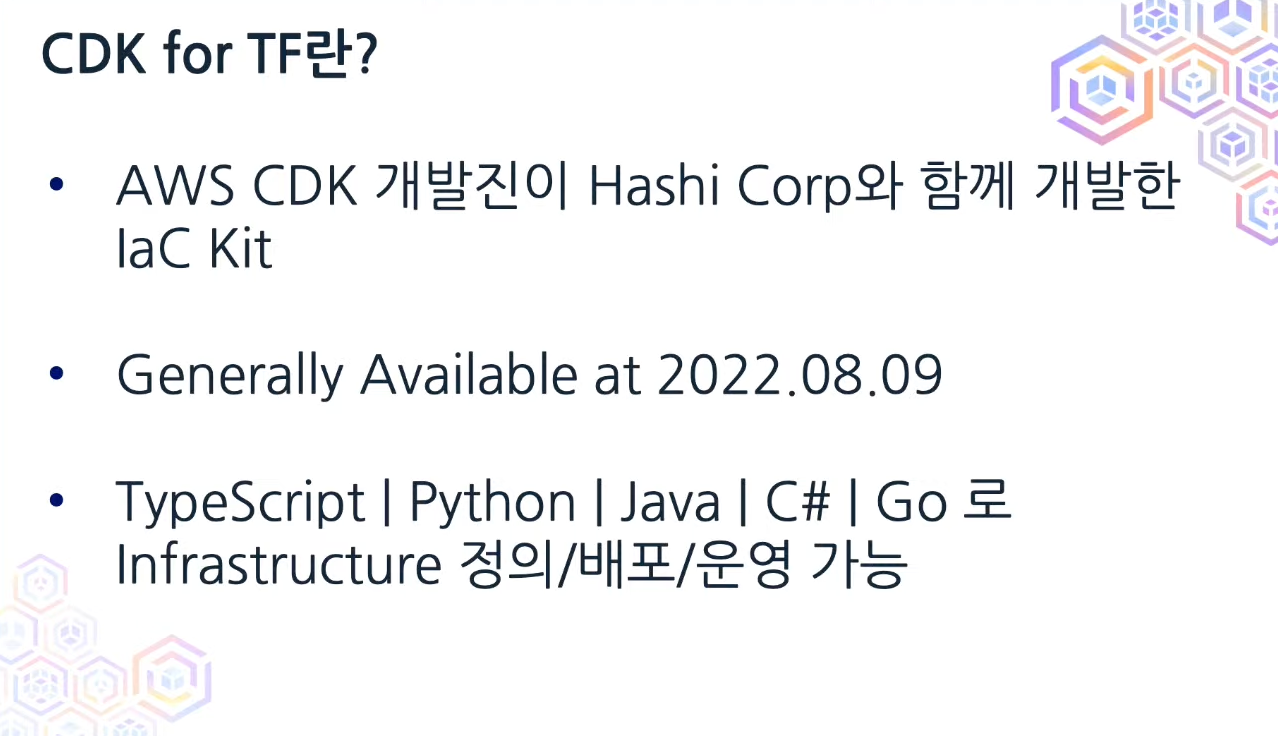 CDK for TF란?
• AWS CDK 개발진이 Hashi Corp와 함께 개발한
IaC Kit
• Generally Available at 2022.08.09
• TypeScript | Python | Java | C# | Go 로
Infrastructure 정의/배포/운영 가능